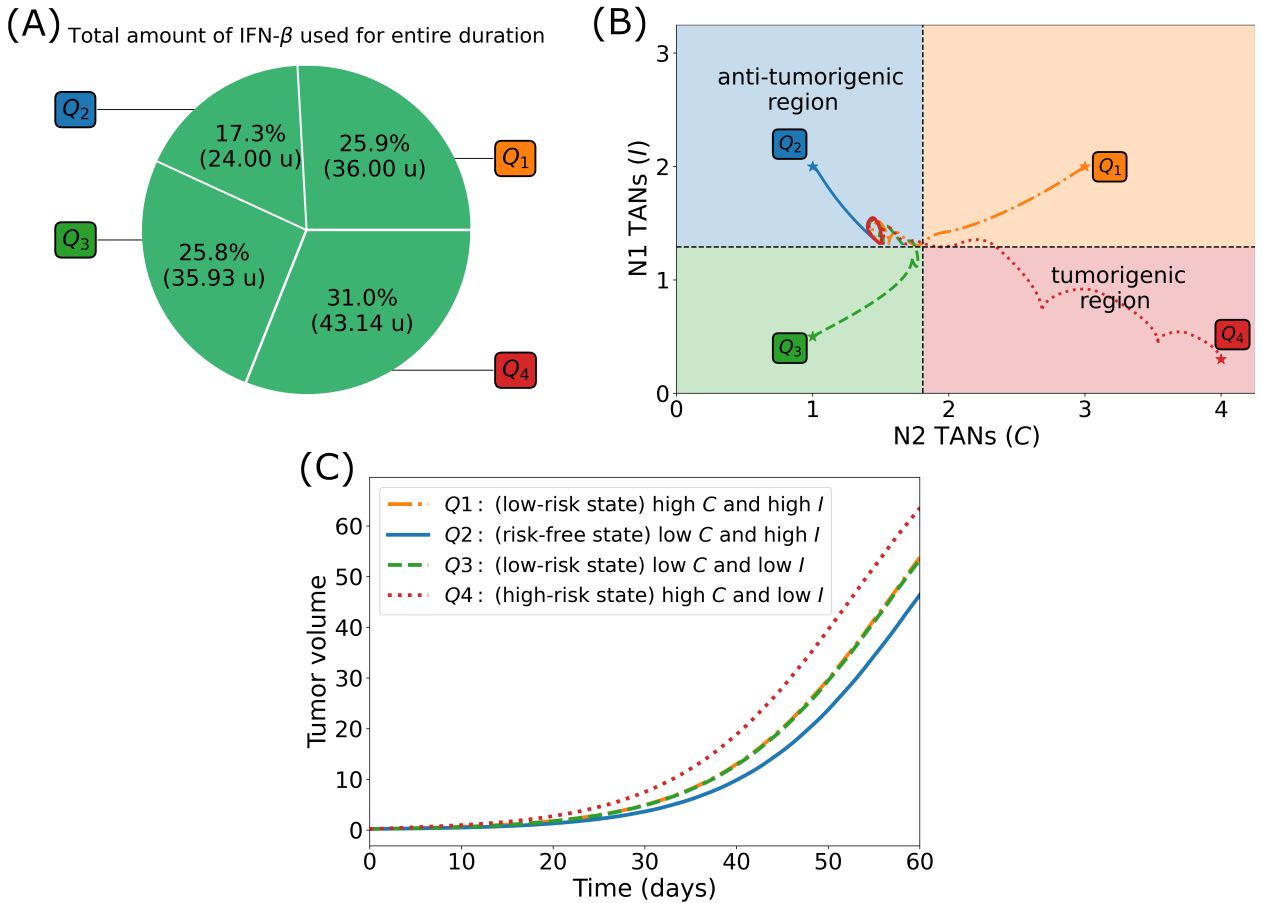 (A)
Total amount of IFN-β used for entire duration
Q2
17.3%
(24.00 u)
25.9%
(36.00 u)
Q1
Q3
25.8%
(35.93 u)
31.0%
(43.14 u)
Q4
(B)
N1 TANs (I)
3
2
1
0
anti-tumorigenic
region
Q2
Q1
tumorigenic
region
Q3
Q4
0 1 2 3 4
N2 TANs (C)
(C)
Tumor volume
60
50
40
30
20
10
0
Q1 : (low-risk state) high C and high I
Q2 : (risk-free state) low C and high I
Q3 : (low-risk state) low C and low I
Q4 : (high-risk state) high C and low I
0 10 20 30 40 50 60
Time (days)